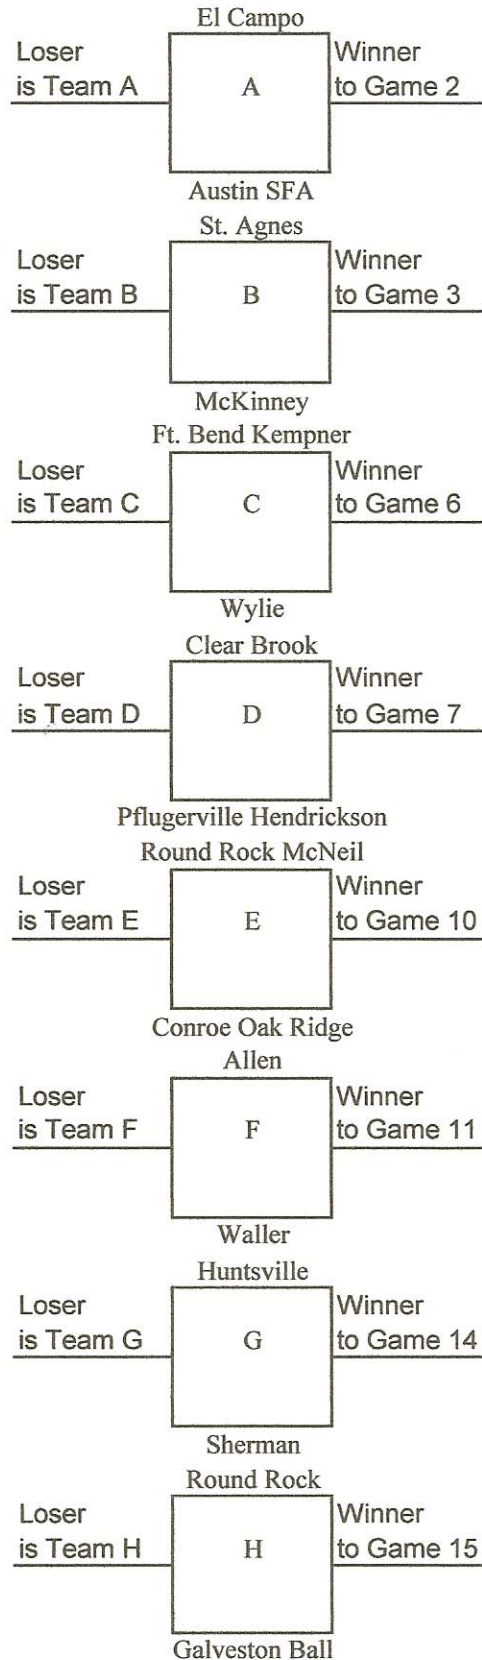 El Campo
Loser
is Team A
A
Winner
to Game 2
Austin SFA
St. Agnes
Loser
is Team B
B
Winner
to Game 3
McKinney
Ft. Bend Kempner
Loser
is Team C
C
Winner
to Game 6
Wylie
Clear Brook
Loser
is Team D
D
Winner
to Game 7
Pflugerville Hendrickson
Round Rock McNeil
Loser
is Team E
E
Winner
to Game 10
Conroe Oak Ridge
Allen
Loser
is Team F
F
Winner
to Game 11
Waller
Huntsville
Loser
is Team G
G
Winner
to Game 14
Sherman
Round Rock
Loser
is Team H
H
Winner
to Game 15
Galveston Ball